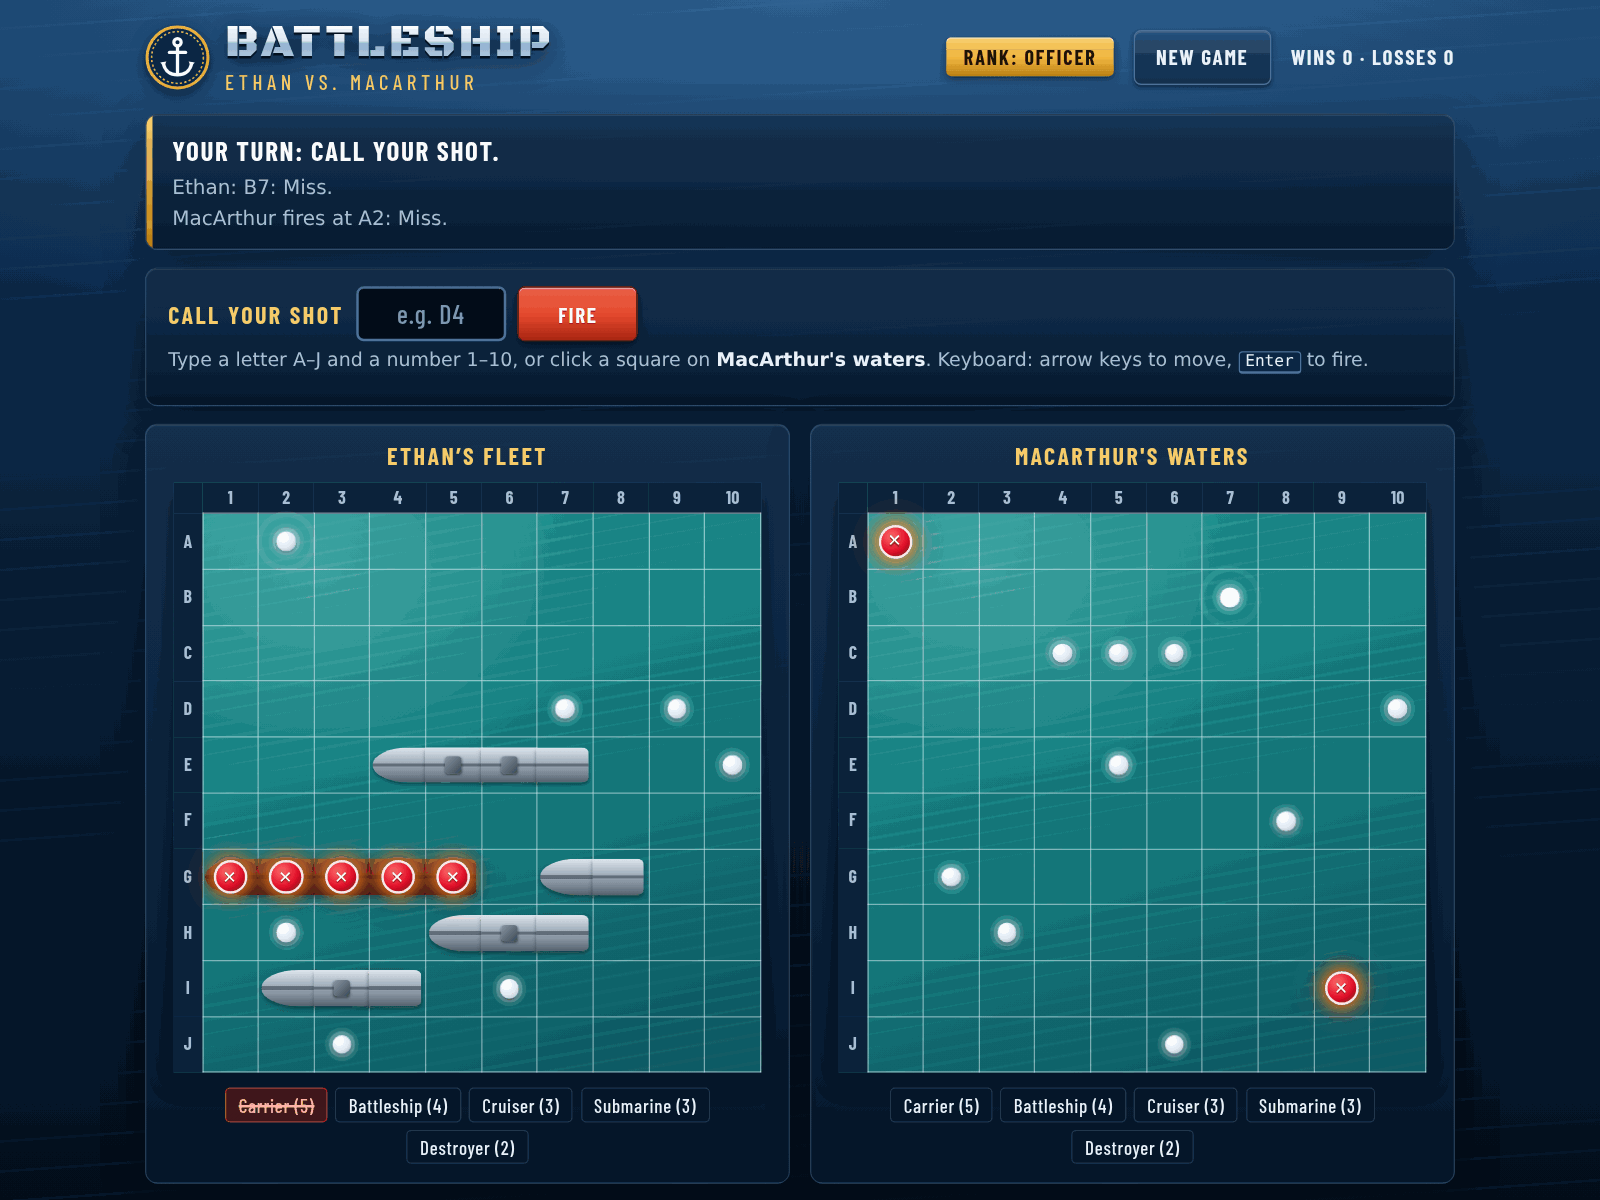 BATTLESHIP
ETHAN VS. MACARTHUR
RANK: OFFICER
NEW GAME
WINS 0 · LOSSES 0
YOUR TURN: CALL YOUR SHOT.
Ethan: B7: Miss.
MacArthur fires at A2: Miss.
CALL YOUR SHOT
e.g. D4
FIRE
Type a letter A–J and a number 1–10, or click a square on MacArthur's waters. Keyboard: arrow keys to move, Enter to fire.
ETHAN’S FLEET
1 2 3 4 5 6 7 8 9 10
A
B
C
D
E
F
G
H
I
J
Carrier (5) Battleship (4) Cruiser (3) Submarine (3)
Destroyer (2)
MACARTHUR'S WATERS
1 2 3 4 5 6 7 8 9 10
A
B
C
D
E
F
G
H
I
J
Carrier (5) Battleship (4) Cruiser (3) Submarine (3)
Destroyer (2)